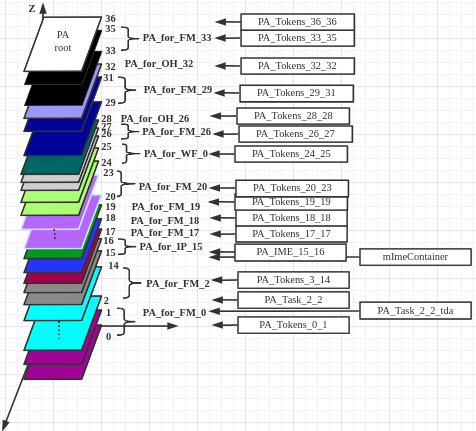 Z
36
PA
root
35
33
PA_for_FM_33
PA_Tokens_36_36
PA_Tokens_33_35
32
PA_for_OH_32
PA_Tokens_32_32
31
PA_for_FM_29
PA_Tokens_29_31
29
28
PA_for_OH_26
PA_Tokens_28_28
27
26
PA_for_FM_26
PA_Tokens_26_27
25
PA_for_WF_0
PA_Tokens_24_25
24
23
PA_for_FM_20
PA_Tokens_20_23
20
19
PA_for_FM_19
PA_Tokens_19_19
18
PA_for_FM_18
PA_Tokens_18_18
17
PA_for_FM_17
PA_Tokens_17_17
16
PA_for_IP_15
PA_IME_15_16
mImeContainer
15
14
PA_for_FM_2
PA_Tokens_3_14
2
PA_Task_2_2
1
PA_for_FM_0
PA_Task_2_2_tda
PA_Tokens_0_1
0